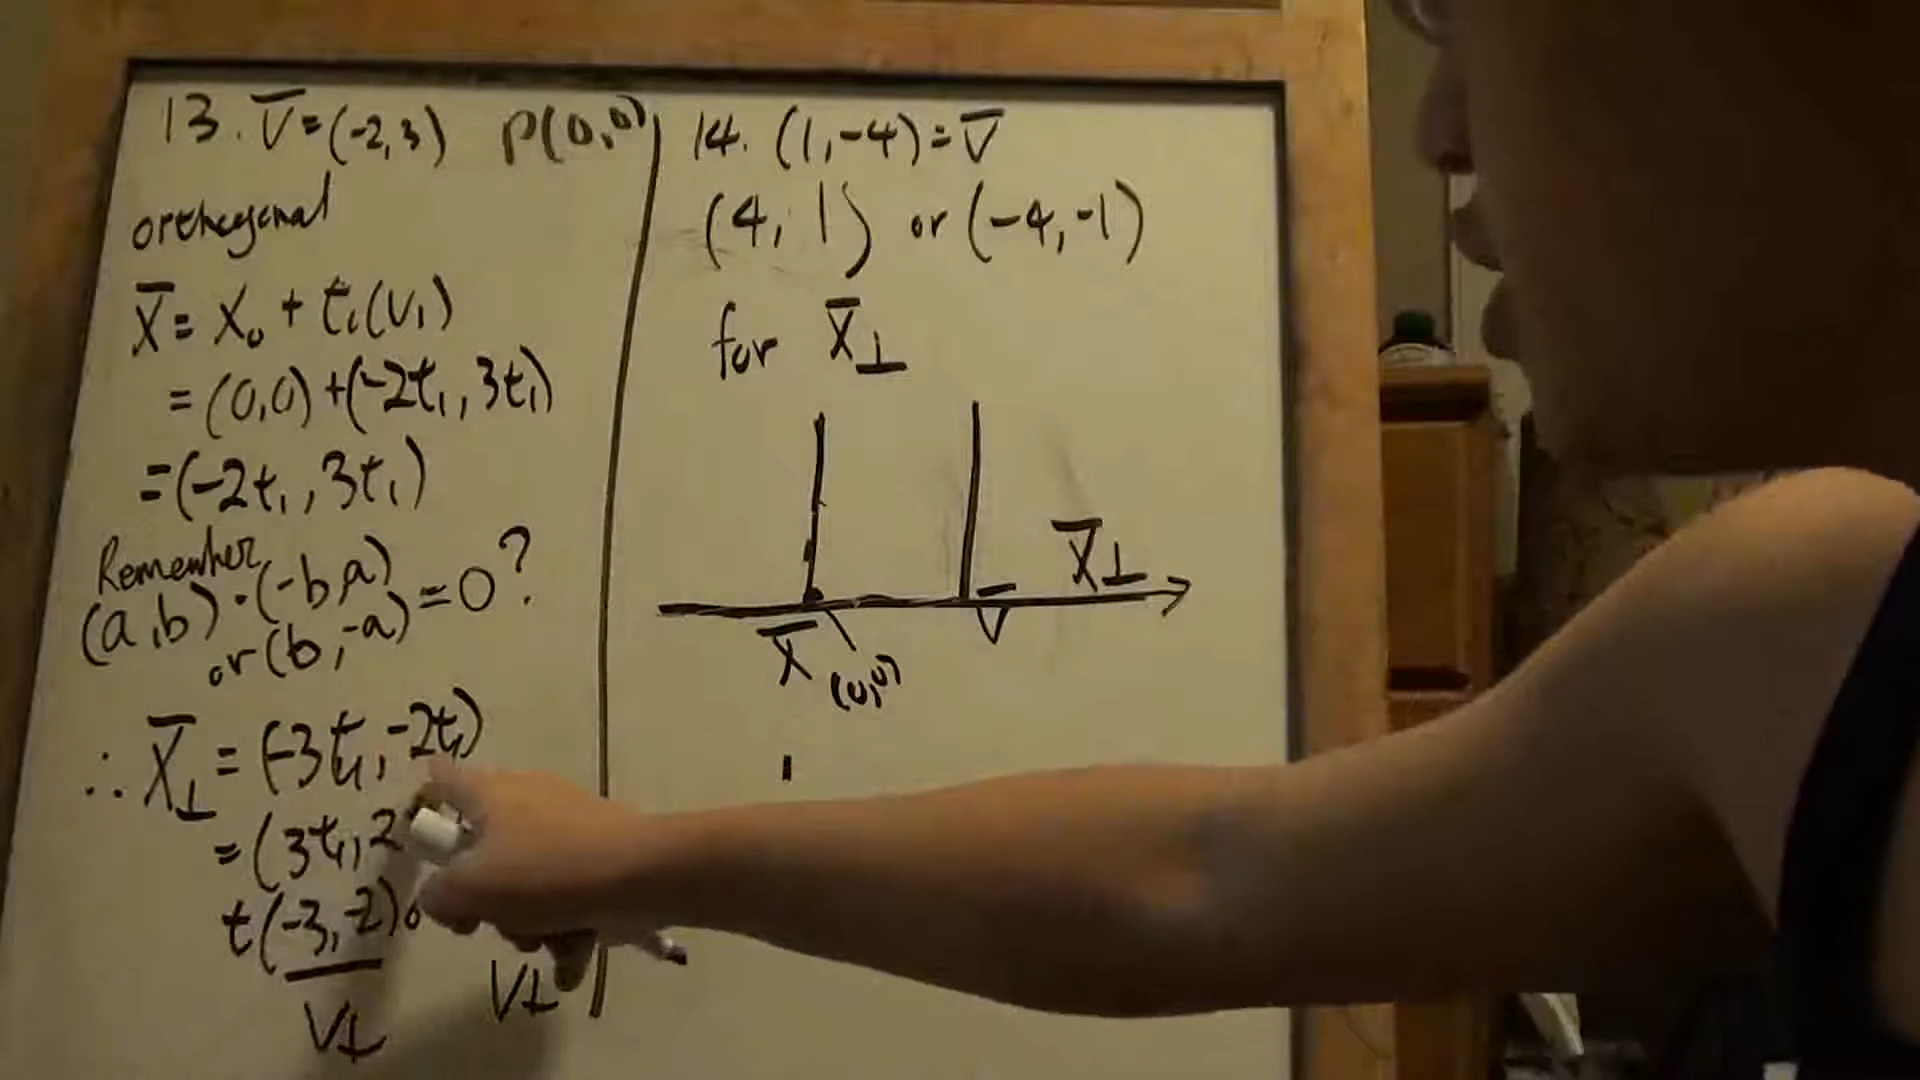 13. V̅=(-2,3) P(0,0)
orthogonal
X̅= X₀ + t₁(V₁)
= (0,0)+(-2t₁, 3t₁)
=(-2t₁, 3t₁)
Remember
(a,b)·(-b,a)
or (b,-a) =0?
∴ X̅⊥ = (-3t₁, -2t₁)
= (3t₁, 2
t(-3,-2)
V⊥ V⊥
14. (1,-4)=V̅
(4, 1) or (-4,-1)
for X̅⊥
X̅⊥
X̅ V̅
(0,0)